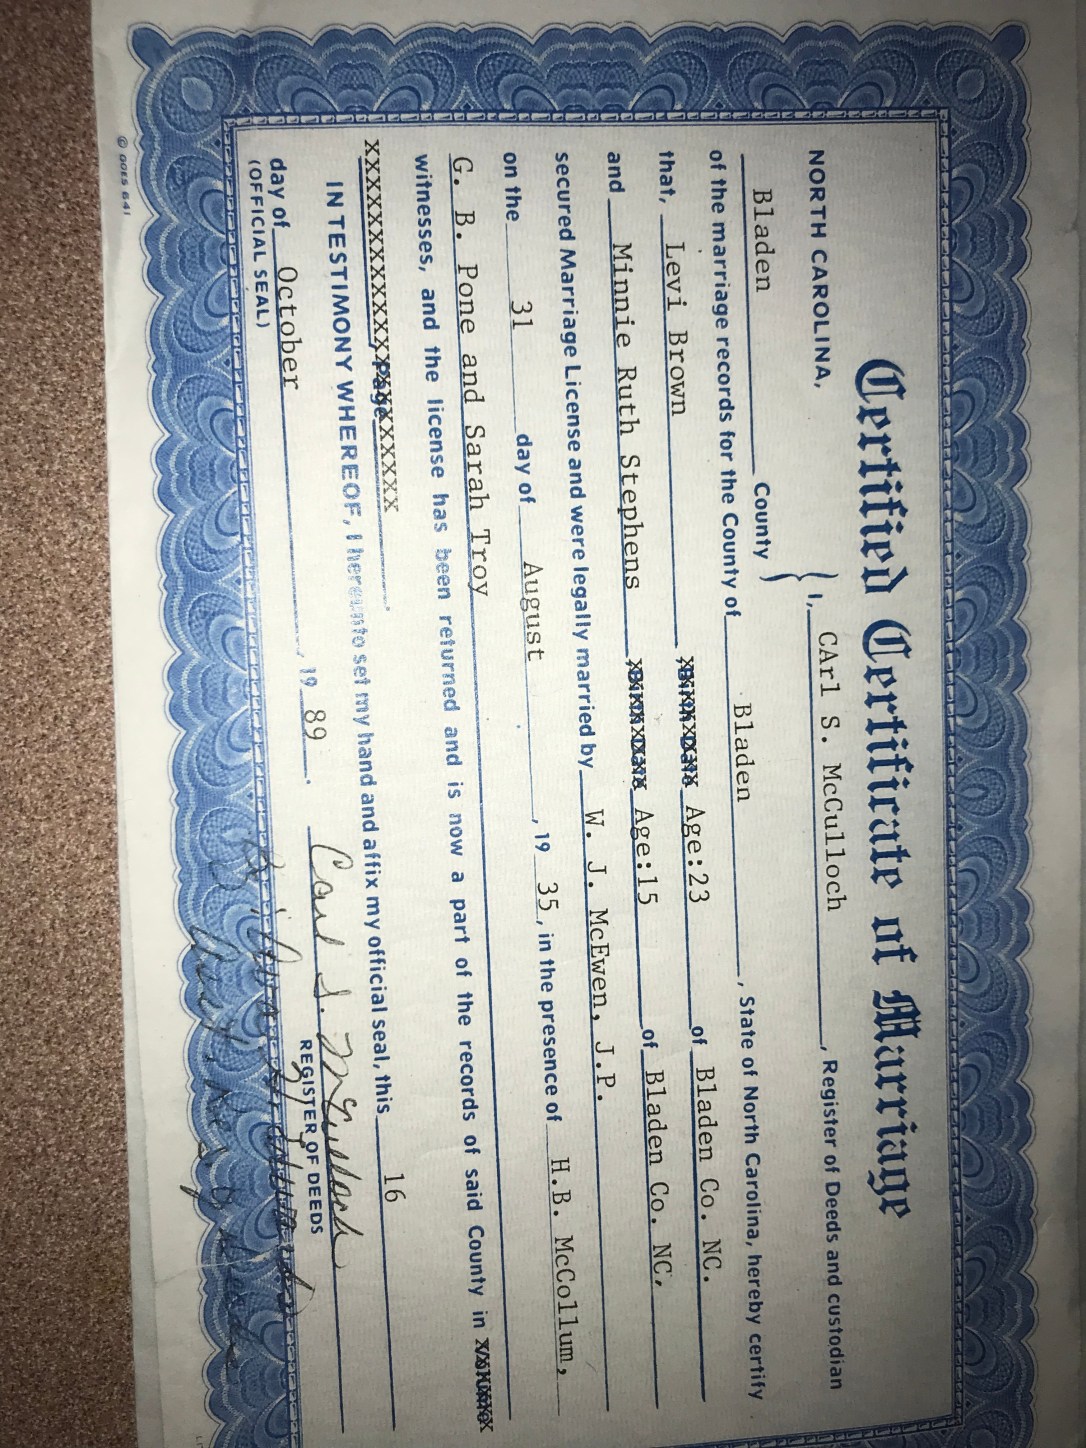 Certified Certificate of Marriage
NORTH CAROLINA,
Bladen County } { I, CArl S. McCulloch, Register of Deeds and custodian
of the marriage records for the County of Bladen, State of North Carolina, hereby certify
that, Levi Brown Age:23 of Bladen Co. NC.
and Minnie Ruth Stephens Age:15 of Bladen Co. NC,
secured Marriage License and were legally married by W. J. McEwen, J.P.
on the 31 day of August, 19 35, in the presence of H.B. McCollum,
G. B. Pone and Sarah Troy
witnesses, and the license has been returned and is now a part of the records of said County in
xxxxxxxxxxxxxxxPagexxxxxxx.
IN TESTIMONY WHEREOF, I hereunto set my hand and affix my official seal, this 16
day of October, 19 89. Carl S. McCulloch
(OFFICIAL SEAL) REGISTER OF DEEDS
© GOES 641